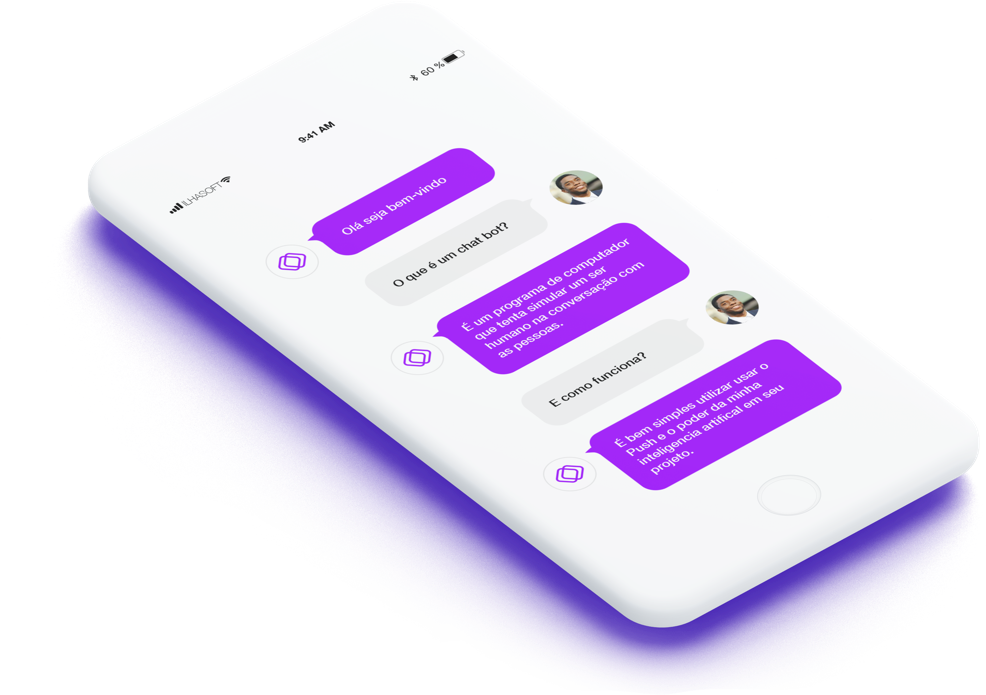 ILHASOFT
9:41 AM
60 %
Olá seja bem-vindo
O que é um chat bot?
É um programa de computador
que tenta simular um ser
humano na conversação com
as pessoas.
E como funciona?
É bem simples utilizar usar o
Push e o poder da minha
inteligencia artifical em seu
projeto.